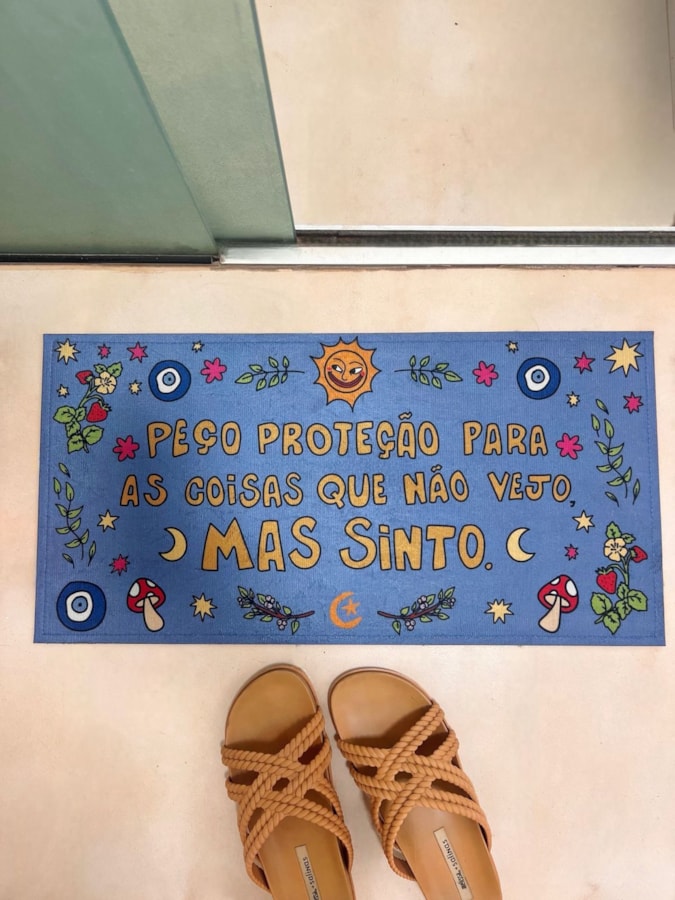 PEÇO PROTEÇÃO PARA
AS COISAS QUE NÃO VEJO,
MAS SINTO.